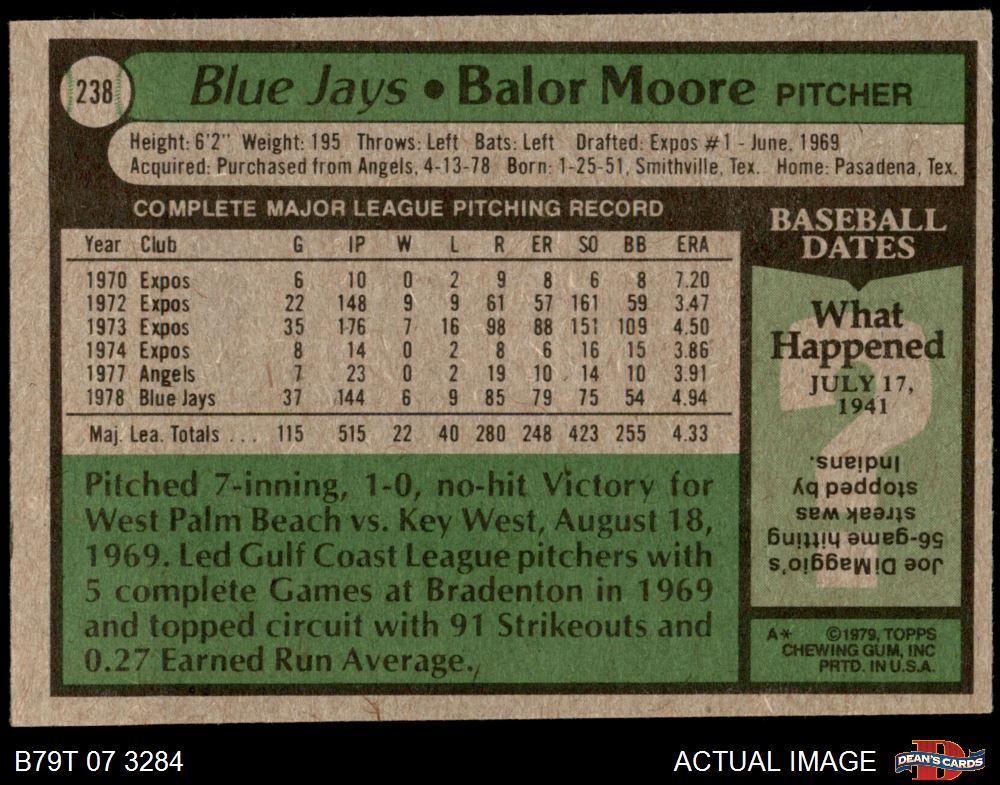 238
Blue Jays • Balor Moore PITCHER
Height: 6'2" Weight: 195 Throws: Left Bats: Left Drafted: Expos #1 - June, 1969
Acquired: Purchased from Angels, 4-13-78 Born: 1-25-51, Smithville, Tex. Home: Pasadena, Tex.
COMPLETE MAJOR LEAGUE PITCHING RECORD
Year Club G IP W L R ER SO BB ERA
1970 Expos 6 10 0 2 9 8 6 8 7.20
1972 Expos 22 148 9 9 61 57 161 59 3.47
1973 Expos 35 176 7 16 98 88 151 109 4.50
1974 Expos 8 14 0 2 8 6 16 15 3.86
1977 Angels 7 23 0 2 19 10 14 10 3.91
1978 Blue Jays 37 144 6 9 85 79 75 54 4.94
Maj. Lea. Totals ... 115 515 22 40 280 248 423 255 4.33
Pitched 7-inning, 1-0, no-hit Victory for
West Palm Beach vs. Key West, August 18,
1969. Led Gulf Coast League pitchers with
5 complete Games at Bradenton in 1969
and topped circuit with 91 Strikeouts and
0.27 Earned Run Average.
BASEBALL
DATES
What
Happened
JULY 17,
1941
?
Joe DiMaggio's
56-game hitting
streak was
stopped by
Indians.
A* ©1979, TOPPS
CHEWING GUM, INC
PRTD. IN U.S.A.
B79T 07 3284
ACTUAL IMAGE
DEAN'S CARDS